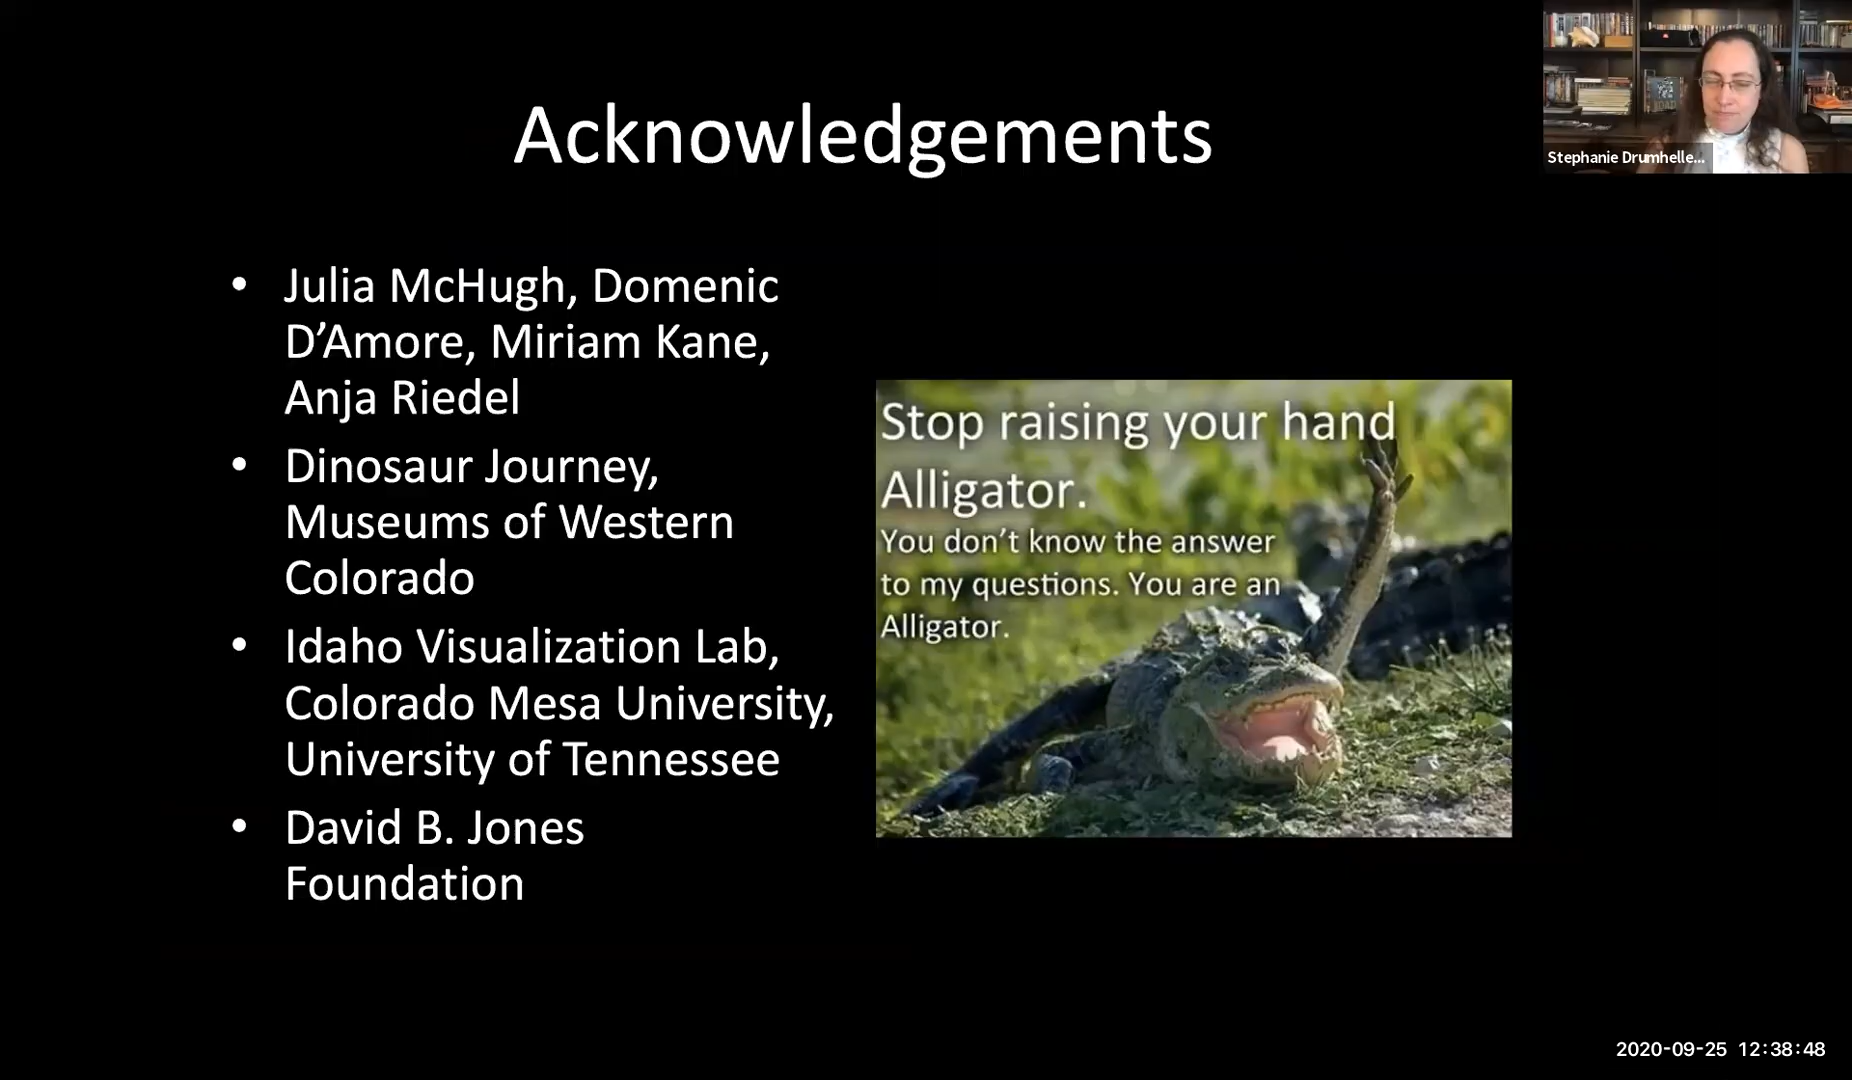 Acknowledgements
Stephanie Drumhelle...
• Julia McHugh, Domenic
D’Amore, Miriam Kane,
Anja Riedel
• Dinosaur Journey,
Museums of Western
Colorado
• Idaho Visualization Lab,
Colorado Mesa University,
University of Tennessee
• David B. Jones
Foundation
Stop raising your hand
Alligator.
You don’t know the answer
to my questions. You are an
Alligator.
2020-09-25 12:38:48